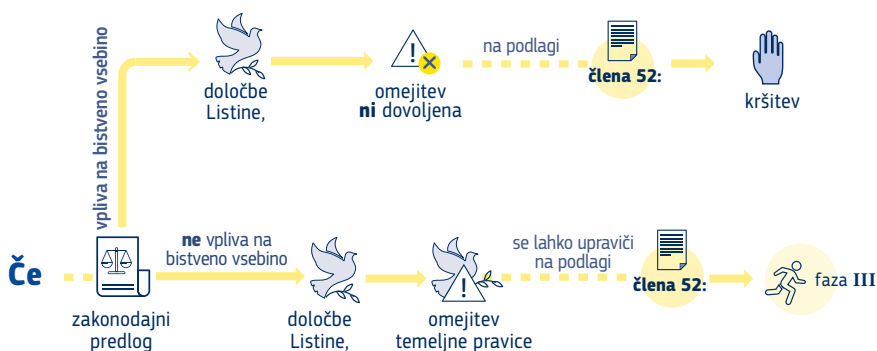 vpliva na bistveno vsebino
določbe
Listine,
omejitev
ni dovoljena
na podlagi
člena 52:
kršitev
Če
zakonodajni
predlog
ne vpliva na
bistveno vsebino
določbe
Listine,
omejitev
temeljne pravice
se lahko upraviči
na podlagi
člena 52:
faza III